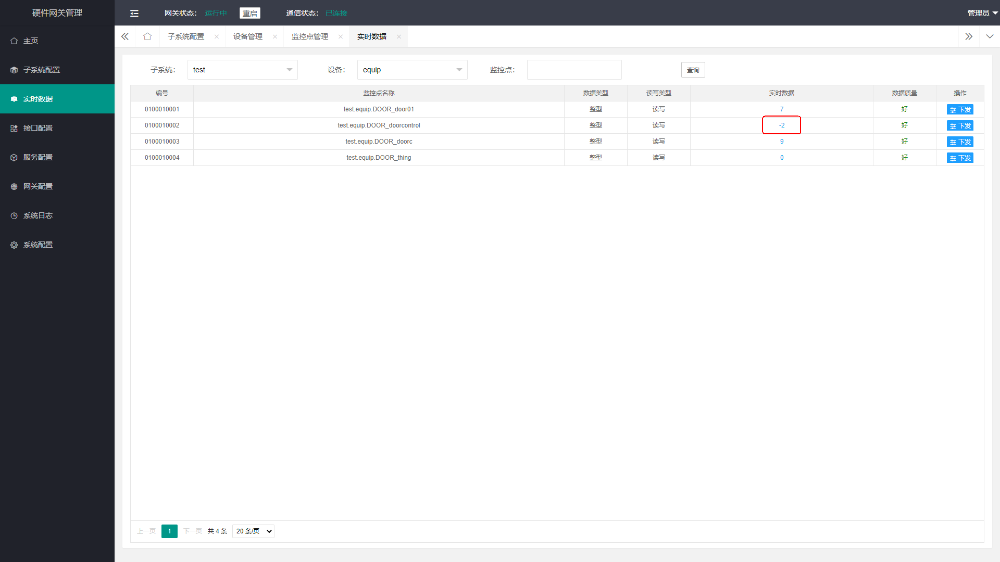 硬件网关管理
网关状态： 运行中 重启 通信状态： 已连接 管理员
主页
子系统配置
实时数据
接口配置
服务配置
网关配置
系统日志
系统配置
子系统配置 设备管理 监控点管理 实时数据
子系统： test 设备： equip 监控点： 查询
编号 监控点名称 数据类型 读写类型 实时数据 数据质量 操作
0100010001 test.equip.DOOR_door01 整型 读写 7 好 下发
0100010002 test.equip.DOOR_doorcontrol 整型 读写 -2 好 下发
0100010003 test.equip.DOOR_doorc 整型 读写 9 好 下发
0100010004 test.equip.DOOR_thing 整型 读写 0 好 下发
上一页 1 下一页 共 4 条 20 条/页